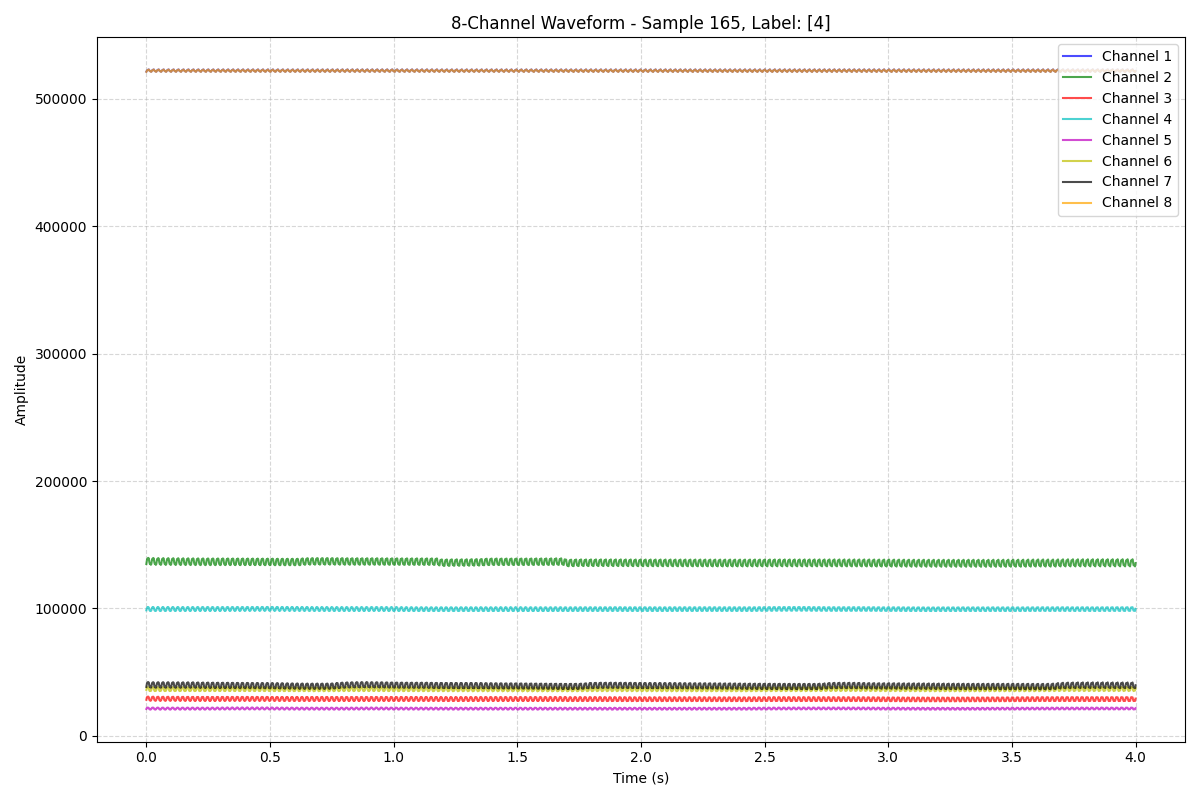 8-Channel Waveform - Sample 165, Label: [4]
Channel 1
Channel 2
Channel 3
Channel 4
Channel 5
Channel 6
Channel 7
Channel 8
500000
400000
300000
200000
100000
0
Amplitude
0.0 0.5 1.0 1.5 2.0 2.5 3.0 3.5 4.0
Time (s)